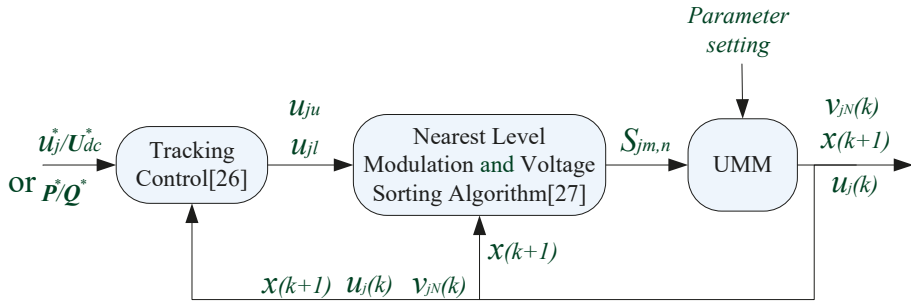 Parameter
setting
u*j/U*dc
or P*/Q*
Tracking
Control[26]
uju
ujl
Nearest Level
Modulation and Voltage
Sorting Algorithm[27]
Sjm,n
UMM
vjN(k)
x(k+1)
uj(k)
x(k+1)
x(k+1) uj(k) vjN(k)